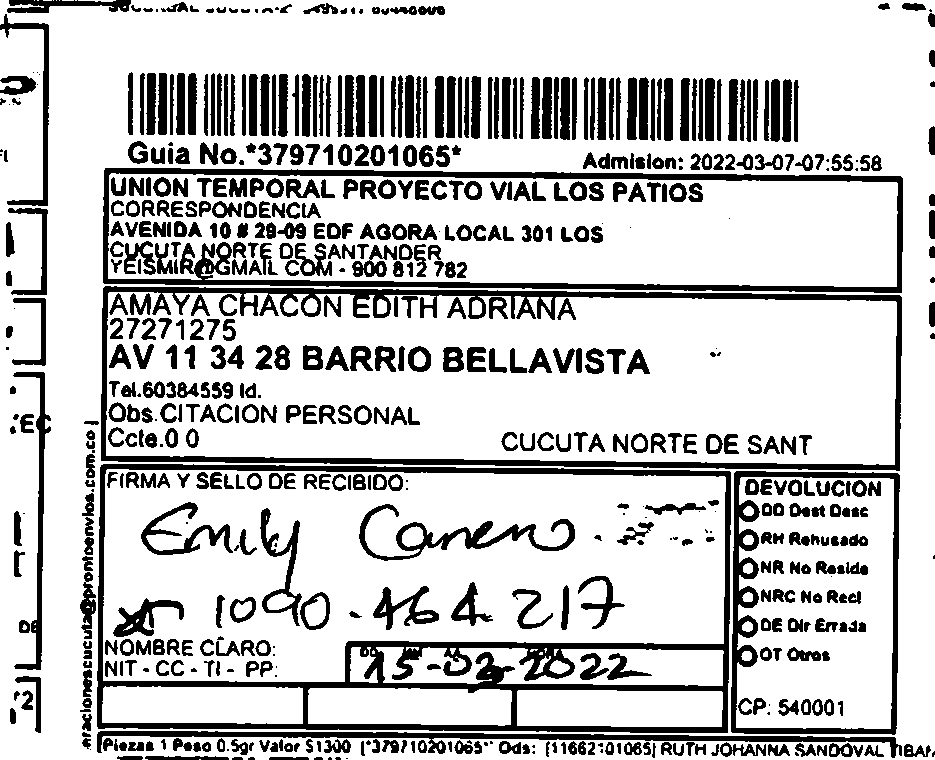 Guia No.*379710201065*
Admision: 2022-03-07-07:55:58
UNION TEMPORAL PROYECTO VIAL LOS PATIOS
CORRESPONDENCIA
AVENIDA 10 # 29-09 EDF AGORA LOCAL 301 LOS
CUCUTA NORTE DE SANTANDER
YEISMIR@GMAIL COM - 900 812 782
AMAYA CHACON EDITH ADRIANA
27271275
AV 11 34 28 BARRIO BELLAVISTA
Tel.60384559 Id.
Obs.CITACION PERSONAL
Ccte.0 0
CUCUTA NORTE DE SANT
FIRMA Y SELLO DE RECIBIDO:
Emily
1090.464.217
NOMBRE CLARO:
NIT - CC - TI - PP:
15-03-2022
DEVOLUCION
DD Dest Desc
RH Rehusado
NR No Reside
NRC No Recl
DE Dir Errada
OT Otros
CP: 540001
Piezas 1 Peso 0.5gr Valor $1300 [*379710201065* Ods: [11662101065] RUTH JOHANNA SANDOVAL